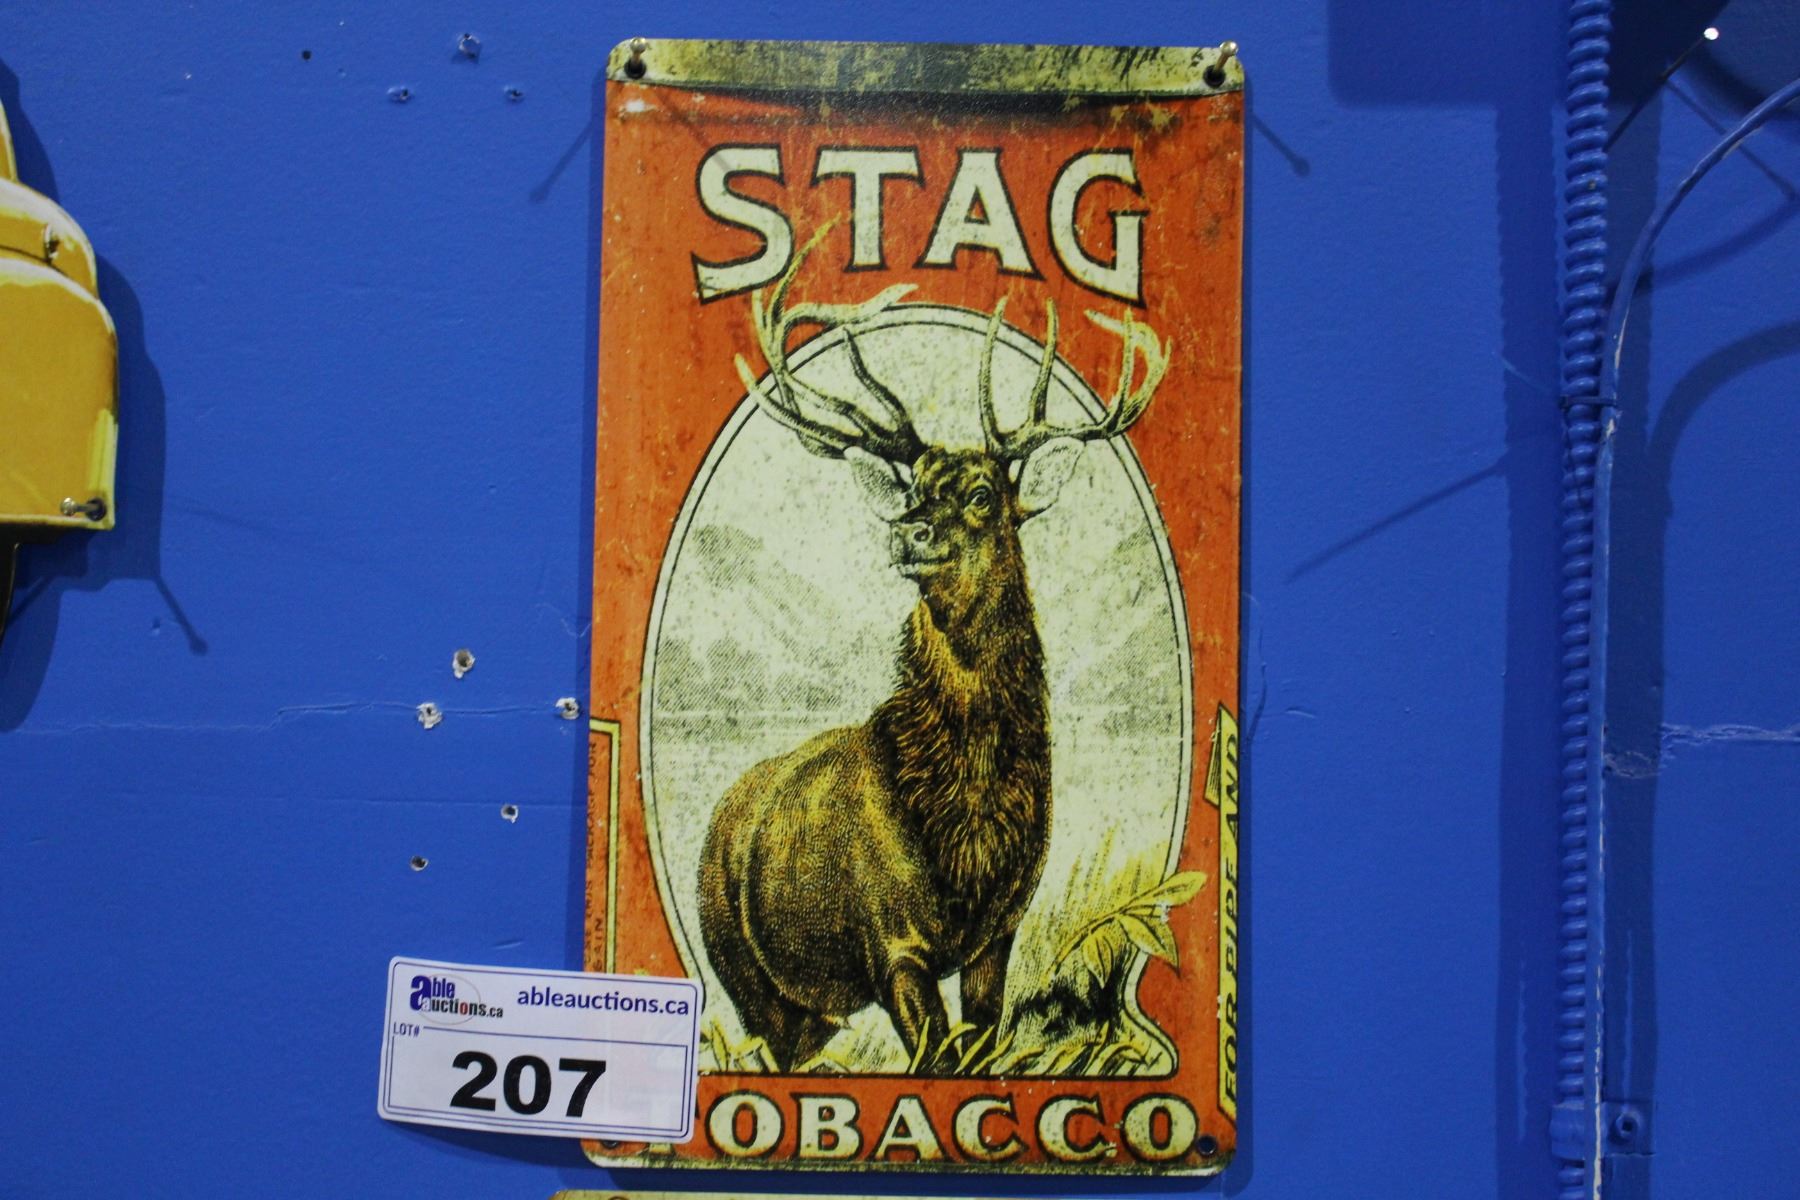 STAG
FOR PIPE AND
able
auctions.ca
ableauctions.ca
LOT#
207
TOBACCO